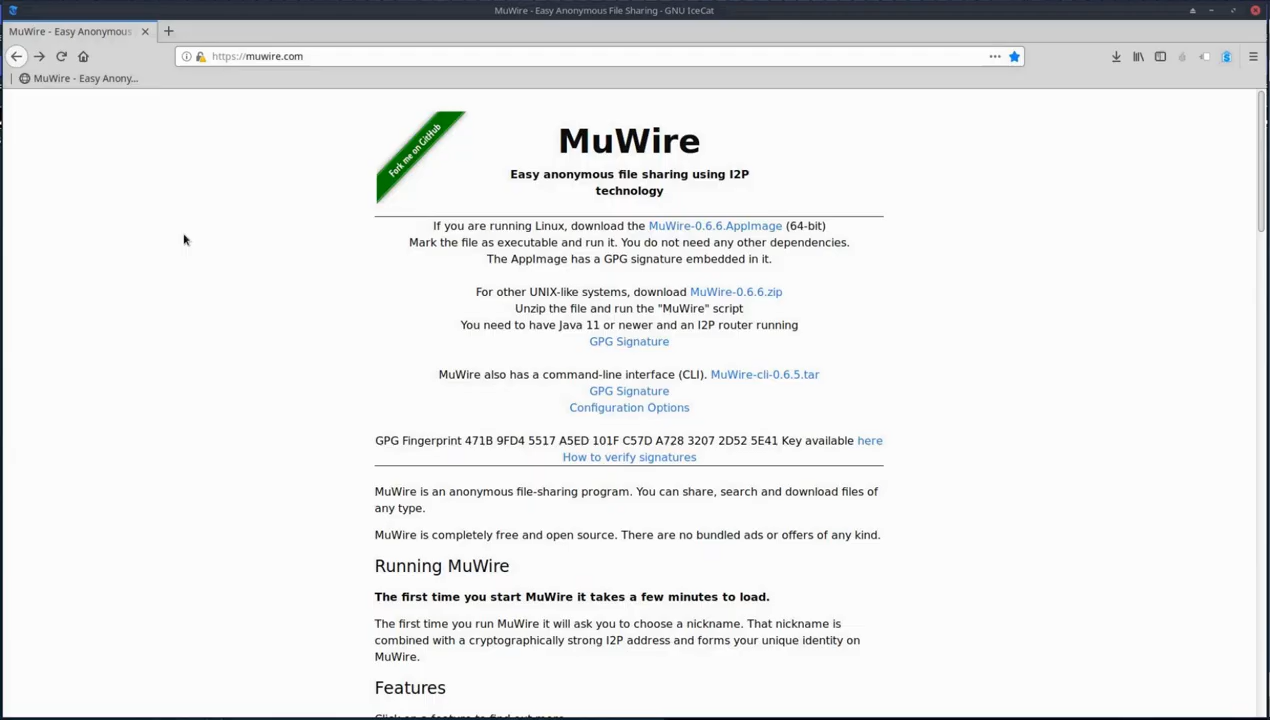 MuWire - Easy Anonymous File Sharing - GNU IceCat
MuWire - Easy Anonymous
https://muwire.com
MuWire - Easy Anony...
Fork me on GitHub
MuWire
Easy anonymous file sharing using I2P
technology
If you are running Linux, download the MuWire-0.6.6.AppImage (64-bit)
Mark the file as executable and run it. You do not need any other dependencies.
The AppImage has a GPG signature embedded in it.
For other UNIX-like systems, download MuWire-0.6.6.zip
Unzip the file and run the "MuWire" script
You need to have Java 11 or newer and an I2P router running
GPG Signature
MuWire also has a command-line interface (CLI). MuWire-cli-0.6.5.tar
GPG Signature
Configuration Options
GPG Fingerprint 471B 9FD4 5517 A5ED 101F C57D A728 3207 2D52 5E41 Key available here
How to verify signatures
MuWire is an anonymous file-sharing program. You can share, search and download files of
any type.
MuWire is completely free and open source. There are no bundled ads or offers of any kind.
Running MuWire
The first time you start MuWire it takes a few minutes to load.
The first time you run MuWire it will ask you to choose a nickname. That nickname is
combined with a cryptographically strong I2P address and forms your unique identity on
MuWire.
Features
Click on a feature to find out more